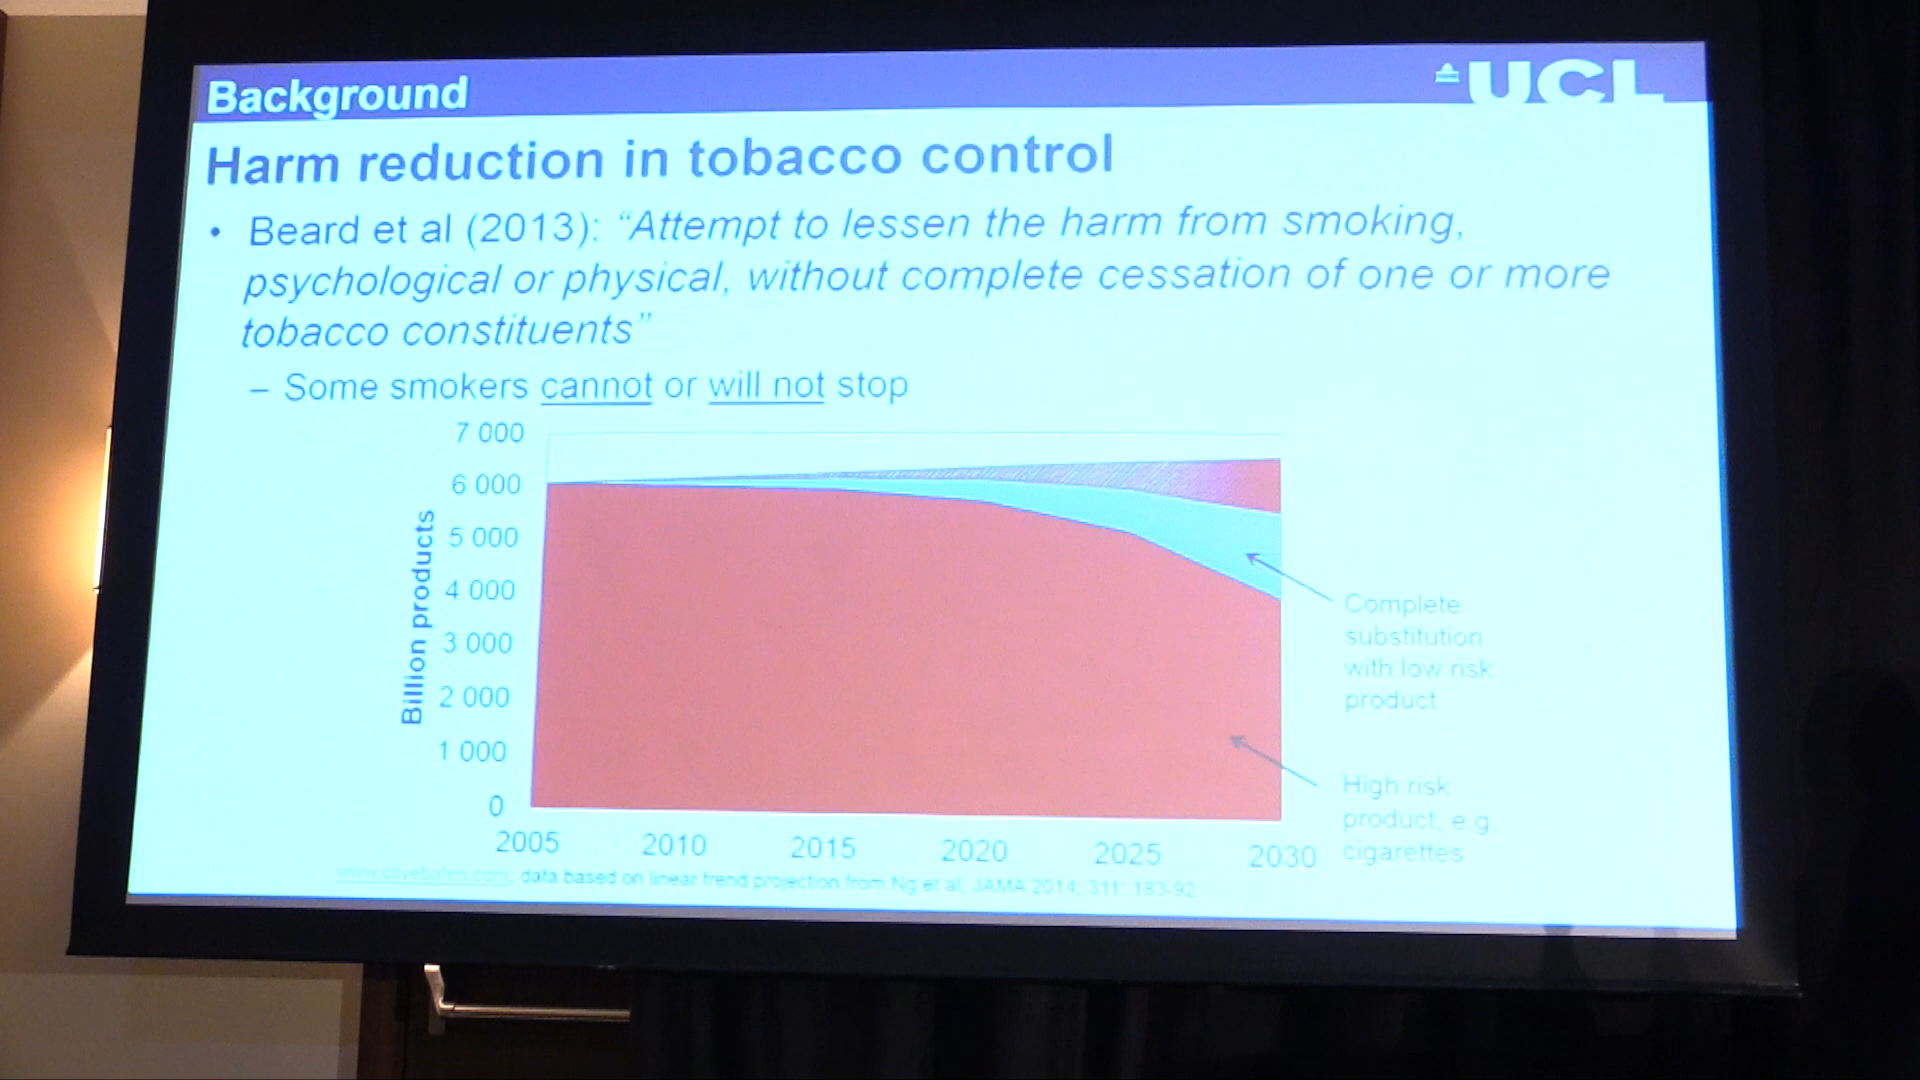 Background
UCL
Harm reduction in tobacco control
• Beard et al (2013): “Attempt to lessen the harm from smoking,
psychological or physical, without complete cessation of one or more
tobacco constituents”
– Some smokers cannot or will not stop
7 000
6 000
5 000
4 000
3 000
2 000
1 000
0
Billion products
2005 2010 2015 2020 2025 2030
Complete
substitution
with low risk
product
High risk
product, e.g.
cigarettes
www.clivebates.com; data based on linear trend projection from Ng et al, JAMA 2014; 311: 183-92